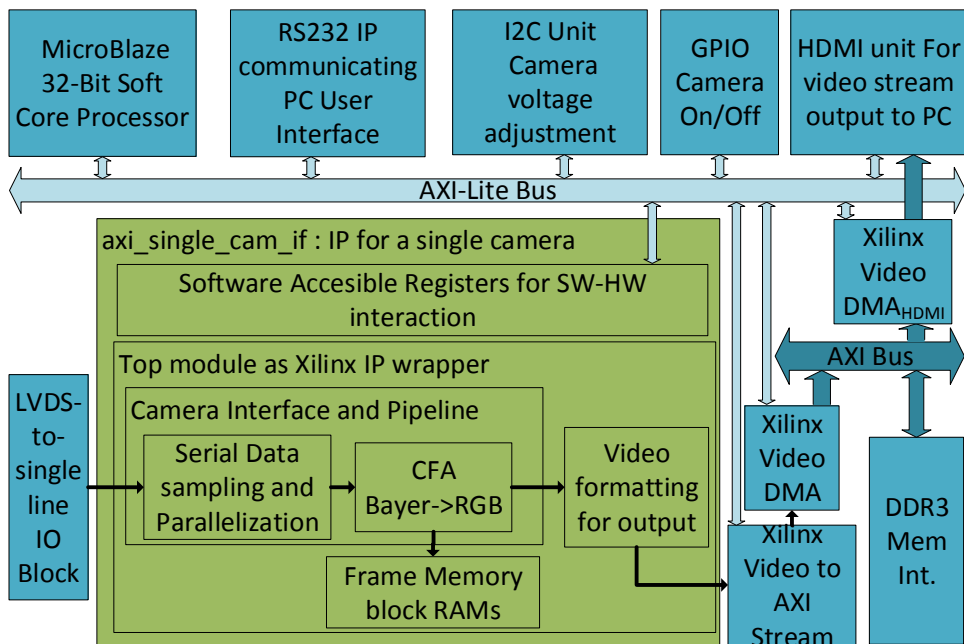 MicroBlaze
32-Bit Soft
Core Processor
RS232 IP
communicating
PC User
Interface
I2C Unit
Camera
voltage
adjustment
GPIO
Camera
On/Off
HDMI unit For
video stream
output to PC
AXI-Lite Bus
axi_single_cam_if : IP for a single camera
Software Accesible Registers for SW-HW
interaction
Top module as Xilinx IP wrapper
Camera Interface and Pipeline
LVDS-
to-
single
line
IO
Block
Serial Data
sampling and
Parallelization
CFA
Bayer->RGB
Video
formatting
for output
Frame Memory
block RAMs
Xilinx
Video
DMAHDMI
AXI Bus
Xilinx
Video
DMA
Xilinx
Video to
AXI
Stream
DDR3
Mem
Int.